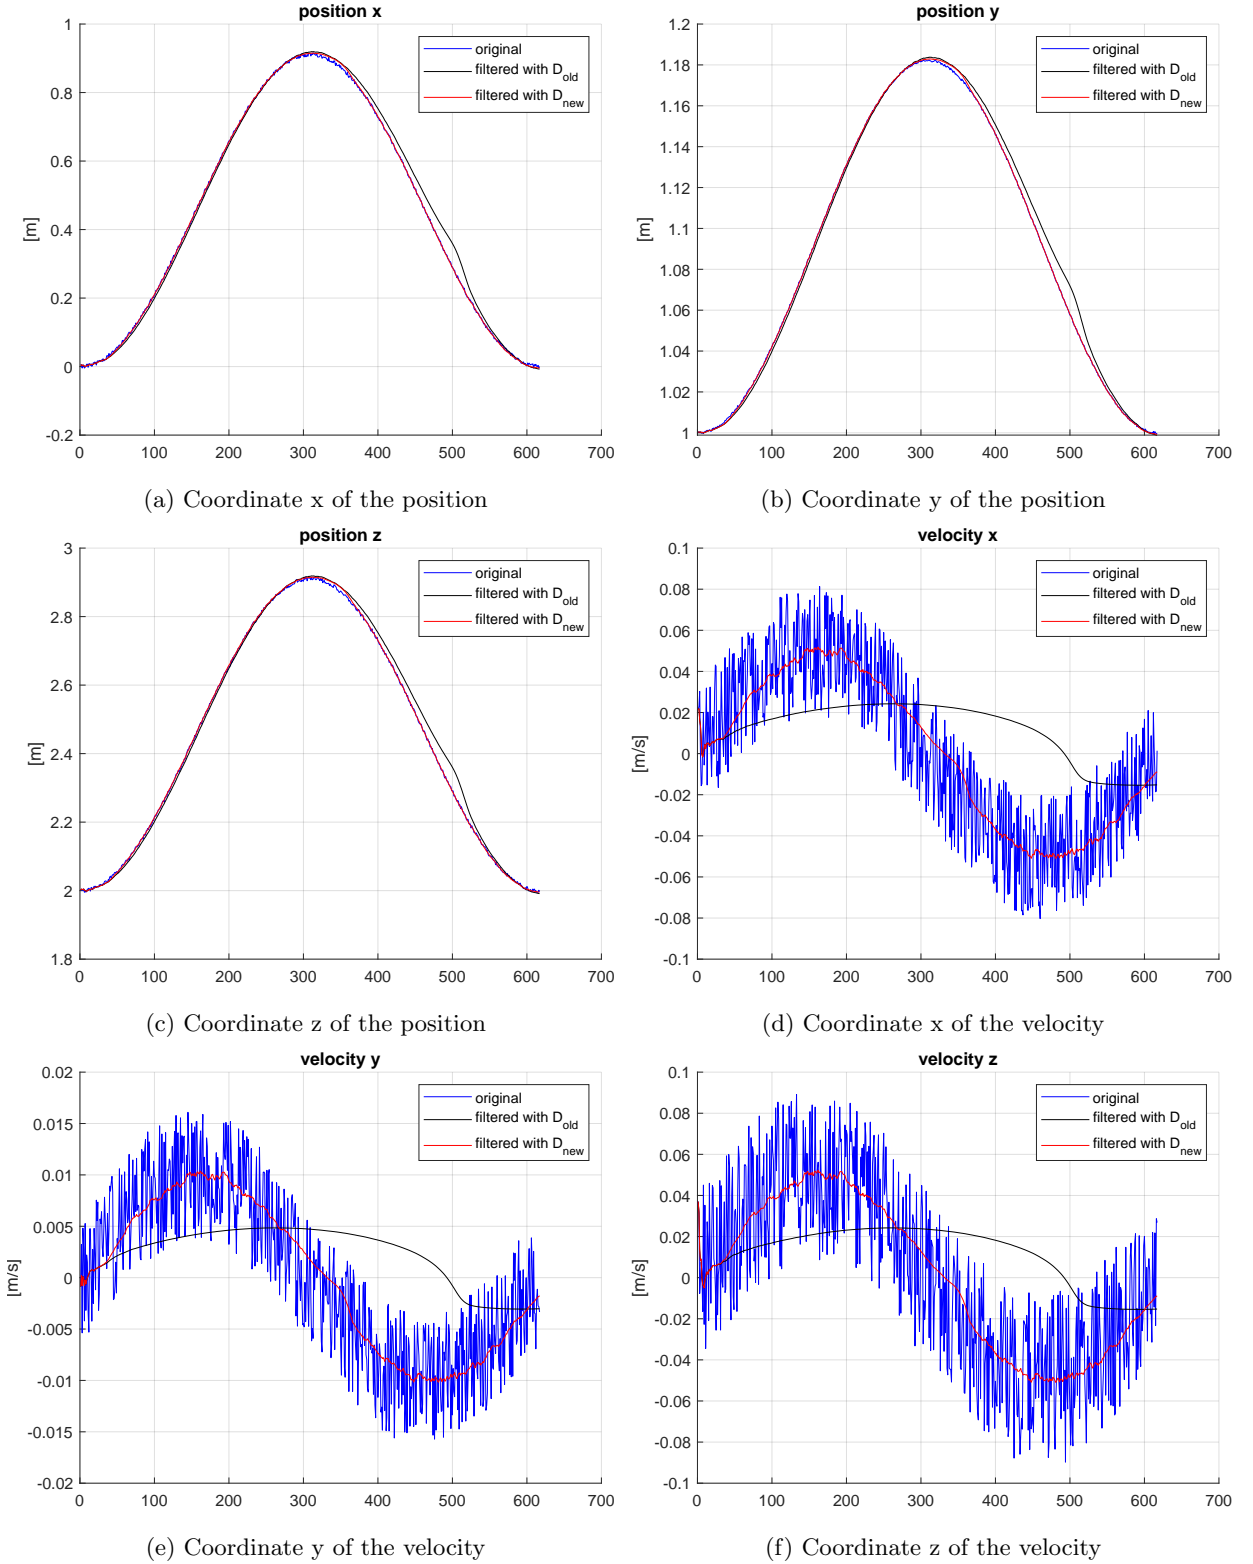 position x
[m]
1
0.8
0.6
0.4
0.2
0
-0.2
0 100 200 300 400 500 600 700
original
filtered with D_old
filtered with D_new
(a) Coordinate x of the position
position y
[m]
1.2
1.18
1.16
1.14
1.12
1.1
1.08
1.06
1.04
1.02
1
0 100 200 300 400 500 600 700
original
filtered with D_old
filtered with D_new
(b) Coordinate y of the position
position z
[m]
3
2.8
2.6
2.4
2.2
2
1.8
0 100 200 300 400 500 600 700
original
filtered with D_old
filtered with D_new
(c) Coordinate z of the position
velocity x
[m/s]
0.1
0.08
0.06
0.04
0.02
0
-0.02
-0.04
-0.06
-0.08
-0.1
0 100 200 300 400 500 600 700
original
filtered with D_old
filtered with D_new
(d) Coordinate x of the velocity
velocity y
[m/s]
0.02
0.015
0.01
0.005
0
-0.005
-0.01
-0.015
-0.02
0 100 200 300 400 500 600 700
original
filtered with D_old
filtered with D_new
(e) Coordinate y of the velocity
velocity z
[m/s]
0.1
0.08
0.06
0.04
0.02
0
-0.02
-0.04
-0.06
-0.08
-0.1
0 100 200 300 400 500 600 700
original
filtered with D_old
filtered with D_new
(f) Coordinate z of the velocity